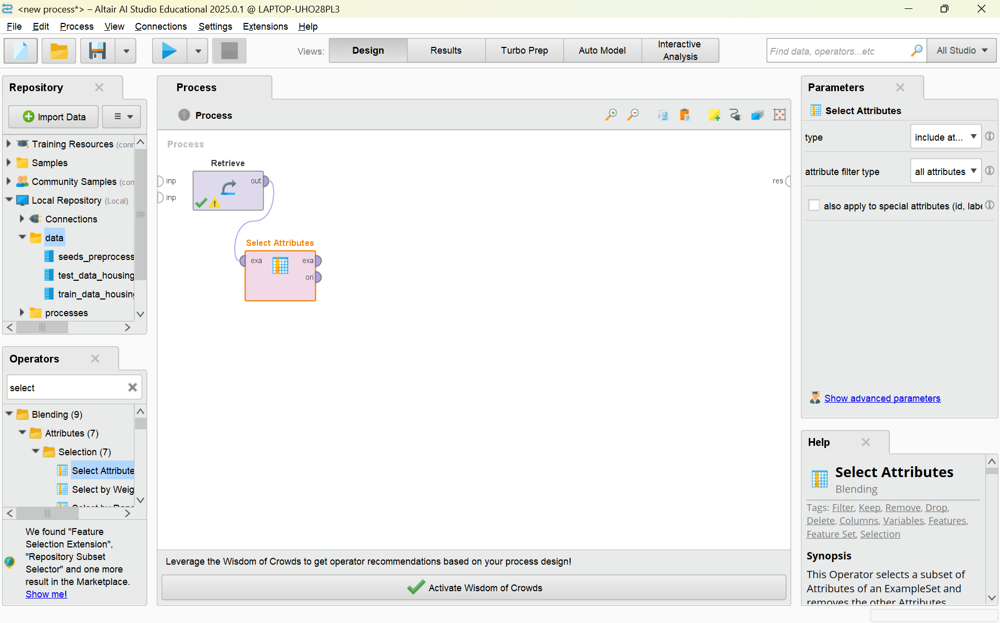 <new process*> – Altair AI Studio Educational 2025.0.1 @ LAPTOP-UHO28PL3
File Edit Process View Connections Settings Extensions Help
Views: Design Results Turbo Prep Auto Model Interactive Analysis
Find data, operators...etc
All Studio
Repository
Import Data
Training Resources (conr
Samples
Community Samples (con
Local Repository (Local)
Connections
data
seeds_preprocess
test_data_housing
train_data_housin
processes
Operators
select
Blending (9)
Attributes (7)
Selection (7)
Select Attribute
Select by Weig
We found "Feature
Selection Extension",
"Repository Subset
Selector" and one more
result in the Marketplace.
Show me!
Process
Process
Process
Retrieve
inp
inp
out
res
Select Attributes
exa
exa
ori
Leverage the Wisdom of Crowds to get operator recommendations based on your process design!
Activate Wisdom of Crowds
Parameters
Select Attributes
type include at...
attribute filter type all attributes
also apply to special attributes (id, labe
Show advanced parameters
Help
Select Attributes
Blending
Tags: Filter, Keep, Remove, Drop,
Delete, Columns, Variables, Features,
Feature Set, Selection
Synopsis
This Operator selects a subset of
Attributes of an ExampleSet and
removes the other Attributes